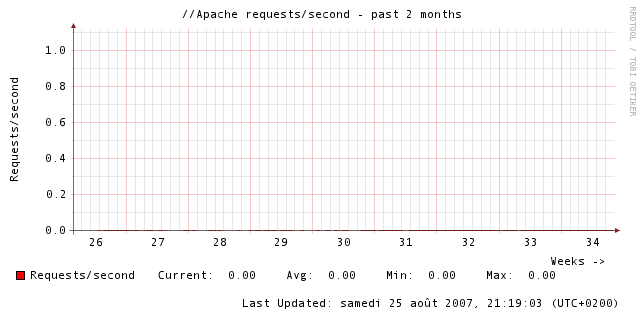 //Apache requests/second - past 2 months
RRDTOOL / TOBI OETIKER
Requests/second
1.0
0.8
0.6
0.4
0.2
0.0
26 27 28 29 30 31 32 33 34
Weeks ->
Requests/second Current: 0.00 Avg: 0.00 Min: 0.00 Max: 0.00
Last Updated: samedi 25 août 2007, 21:19:03 (UTC+0200)